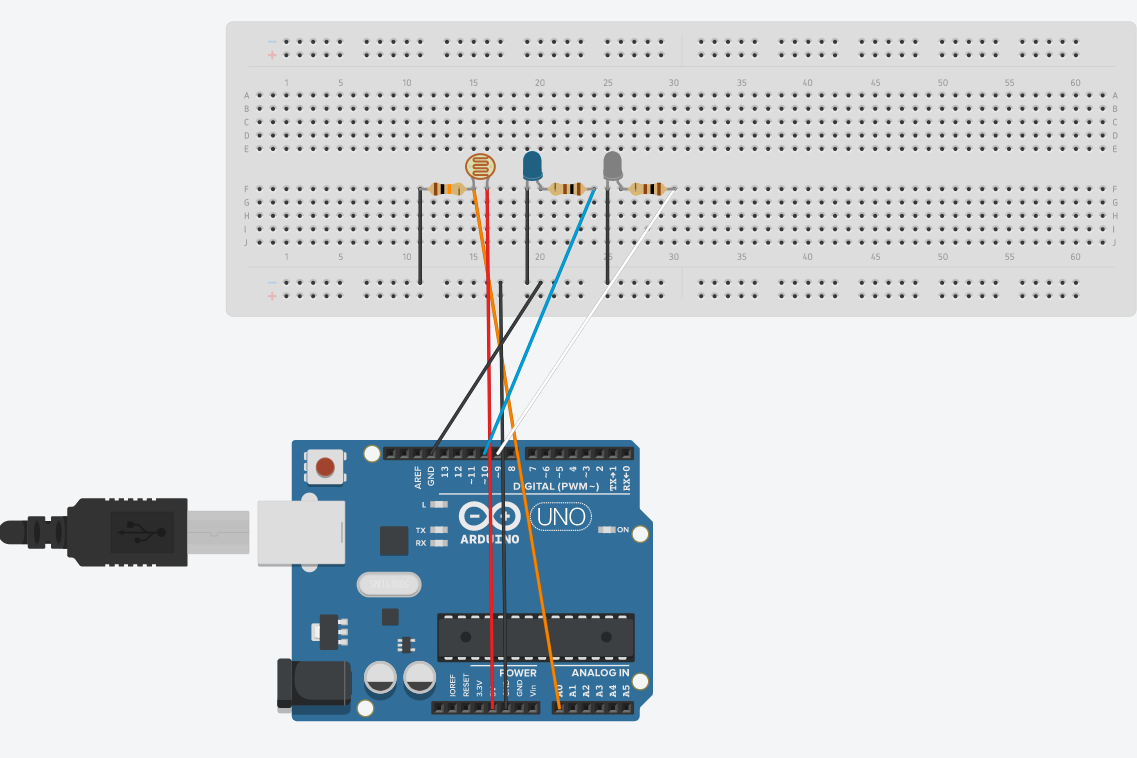 − −
+ +
1 5 10 15 20 25 30 35 40 45 50 55 60
A A
B B
C C
D D
E E
F F
G G
H H
I I
J J
1 5 10 15 20 25 30 35 40 45 50 55 60
− −
+ +
AREF GND 13 12 ~11 ~10 ~9 8 7 ~6 ~5 4 ~3 2 TX→1 RX←0
DIGITAL (PWM~)
L
TX
RX
UNO
ON
ARDUINO
POWER ANALOG IN
IOREF RESET 3.3V GND Vin A0 A1 A2 A3 A4 A5